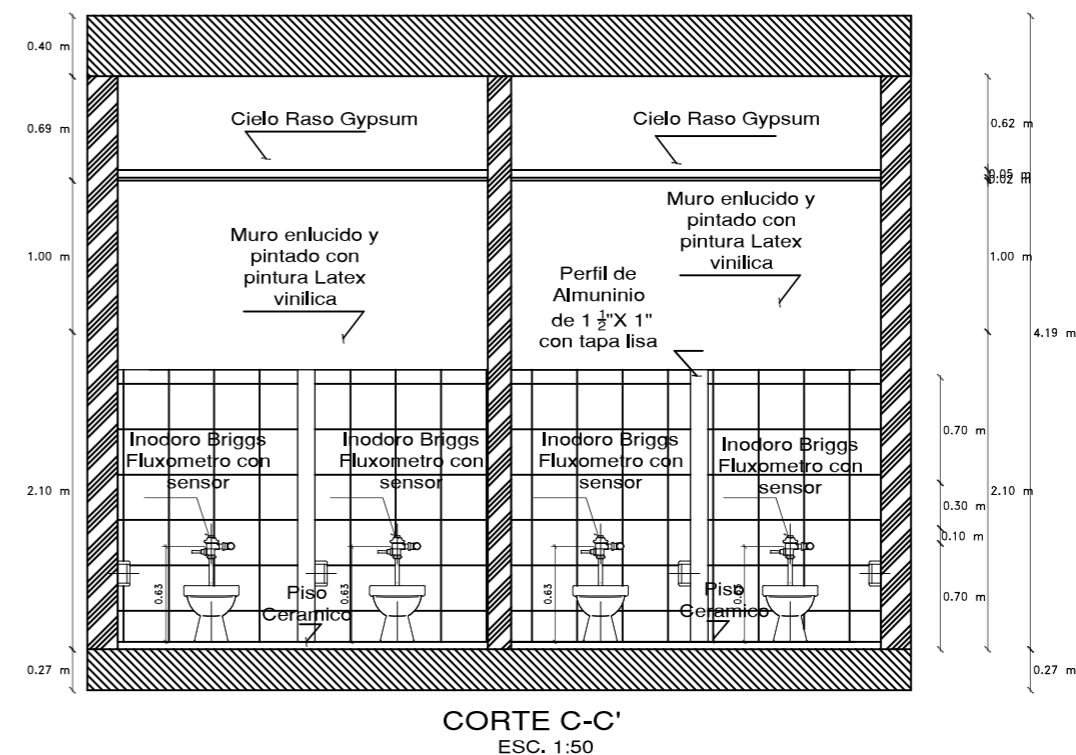 0.40 m
0.69 m
1.00 m
2.10 m
0.27 m
Cielo Raso Gypsum
Cielo Raso Gypsum
Muro enlucido y
pintado con
pintura Latex
vinilica
Muro enlucido y
pintado con
pintura Latex
vinilica
Perfil de
Almuninio
de 1 ½"X 1"
con tapa lisa
Inodoro Briggs
Fluxometro con
sensor
Inodoro Briggs
Fluxometro con
sensor
Inodoro Briggs
Fluxometro con
sensor
Inodoro Briggs
Fluxometro con
sensor
0.63
0.63
0.63
Piso
Ceramico
Piso
Ceramico
0.62 m
0.05 m
0.02 m
1.00 m
4.19 m
0.70 m
0.30 m
2.10 m
0.10 m
0.70 m
0.27 m
CORTE C-C'
ESC. 1:50